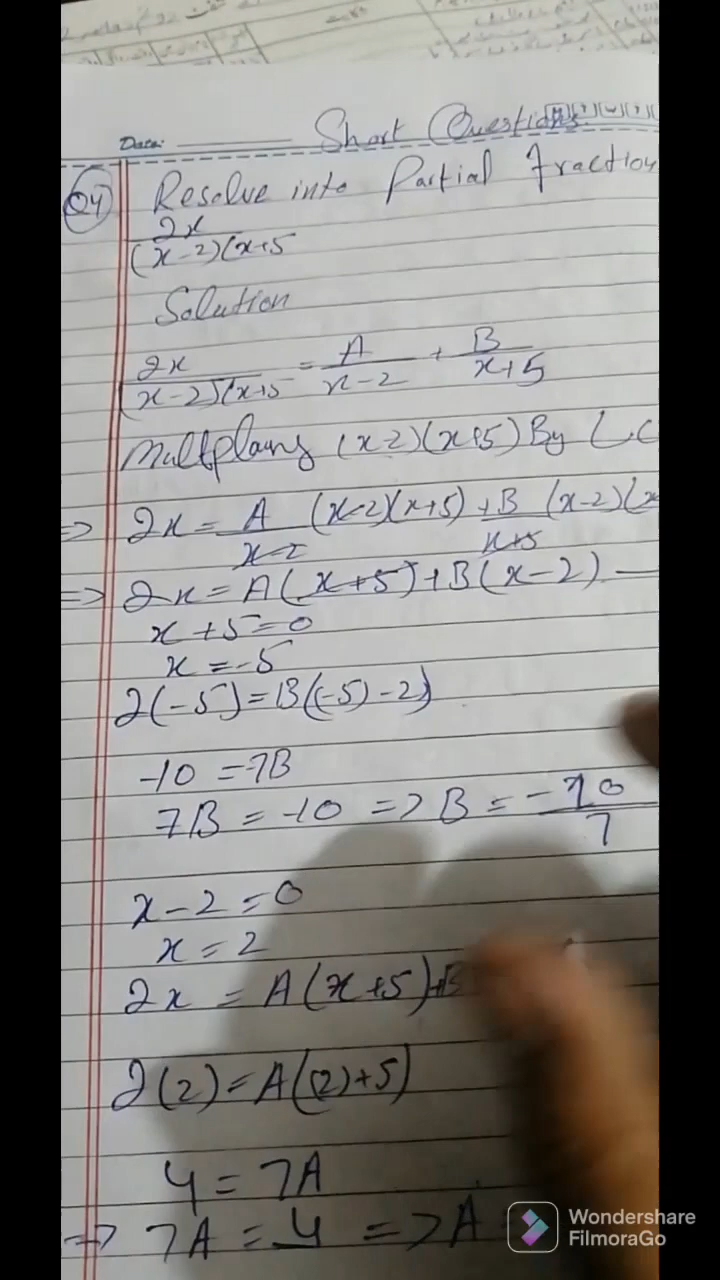 Date: Short Questions
Q4 Resolve into Partial fraction
2x
(x-2)(x+5
Solution
2x/(x-2)(x+5 = A/x-2 + B/x+5
Multplaing (x-2)(x+5) By L.C
=> 2x = A/x-2 (x-2)(x+5) + B/x+5 (x-2)(x
=> 2x = A(x+5)+B(x-2) —
x+5=0
x=-5
2(-5)=B((-5)-2)
-10 = -7B
7B = -10 => B = -10/7
x-2=0
x=2
2x = A(x+5)+B
2(2)=A((2)+5)
4=7A
=> 7A = 4 => A =
Wondershare
FilmoraGo